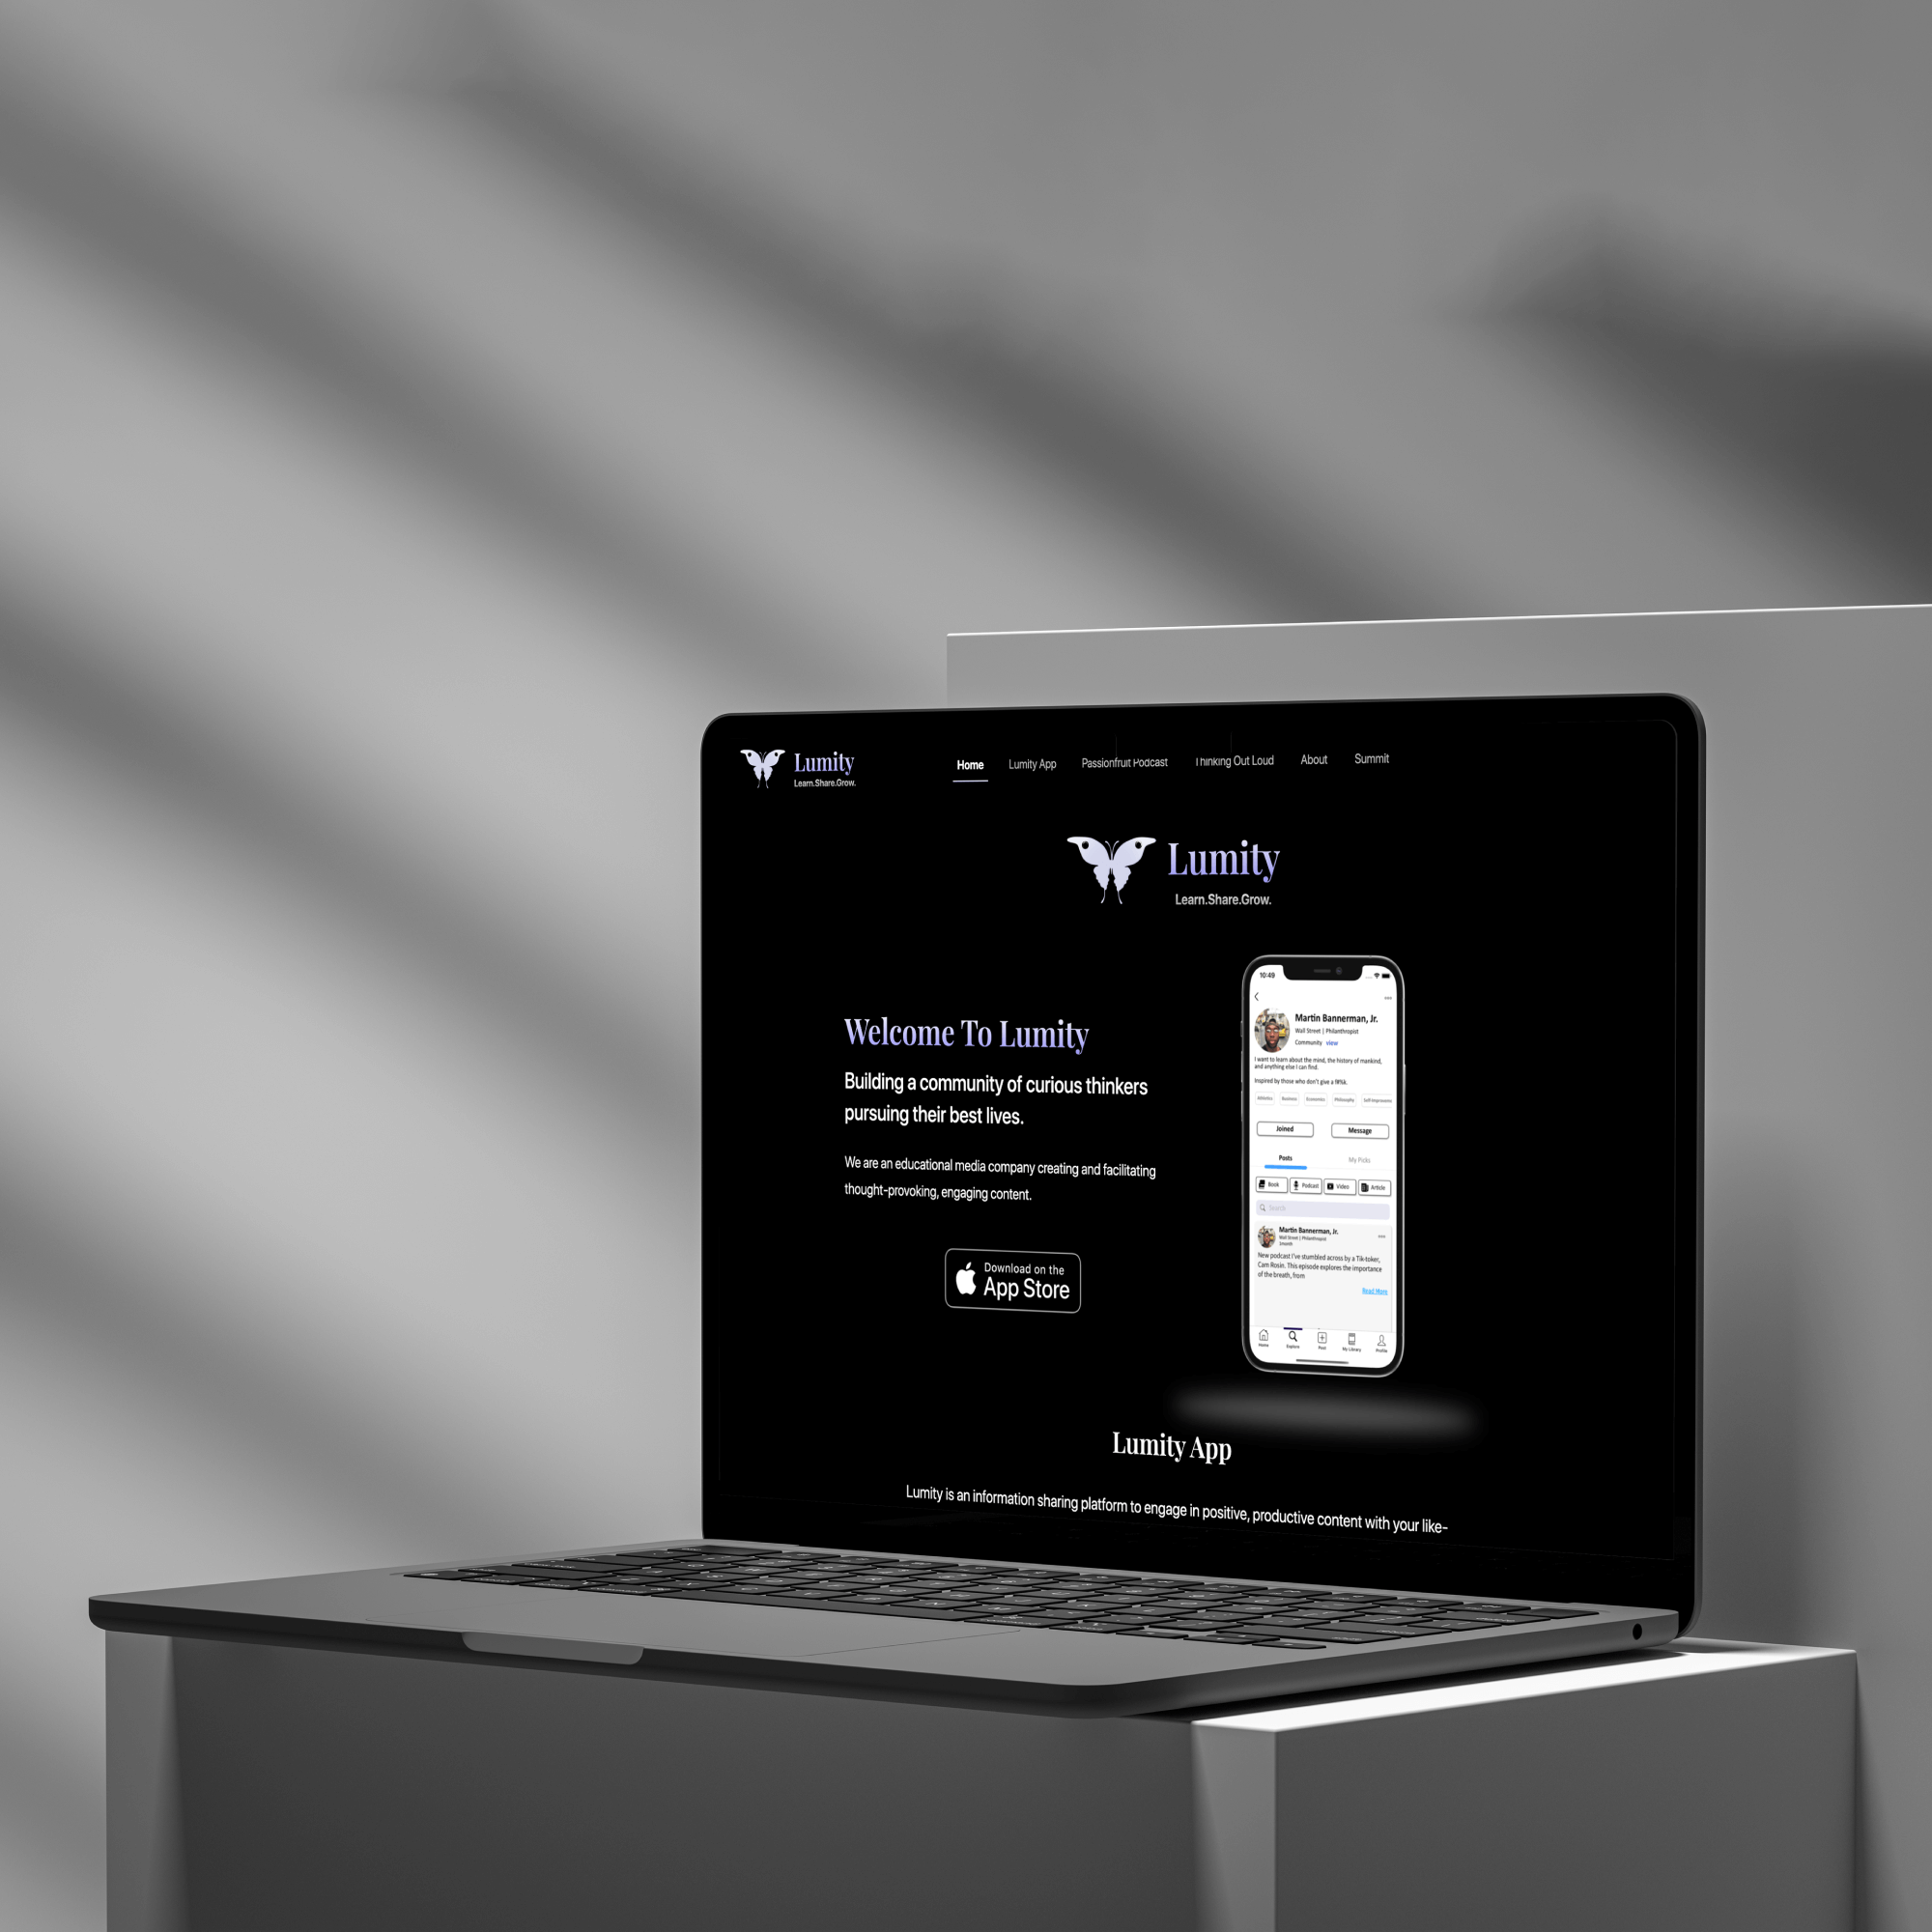 Lumity
Learn.Share.Grow.
Home
Lumity App
Passionfruit Podcast
Thinking Out Loud
About
Summit
Lumity
Learn.Share.Grow.
Welcome To Lumity
Building a community of curious thinkers
pursuing their best lives.
We are an educational media company creating and facilitating
thought-provoking, engaging content.
Download on the
App Store
10:49
Martin Bannerman, Jr.
Wall Street | Philanthropist
Community view
I want to learn about the mind, the history of mankind,
and anything else I can find.
Inspired by those who don't give a f#%k.
Athletics
Business
Economics
Philosophy
Self-Improvement
Joined
Message
Posts
My Picks
Book
Podcast
Video
Article
Search
Martin Bannerman, Jr.
Wall Street | Philanthropist
1month
New podcast I've stumbled across by a Tik-toker,
Cam Rosin. This episode explores the importance
of the breath, from
Read More
Home
Explore
Post
My Library
Profile
Lumity App
Lumity is an information sharing platform to engage in positive, productive content with your like-